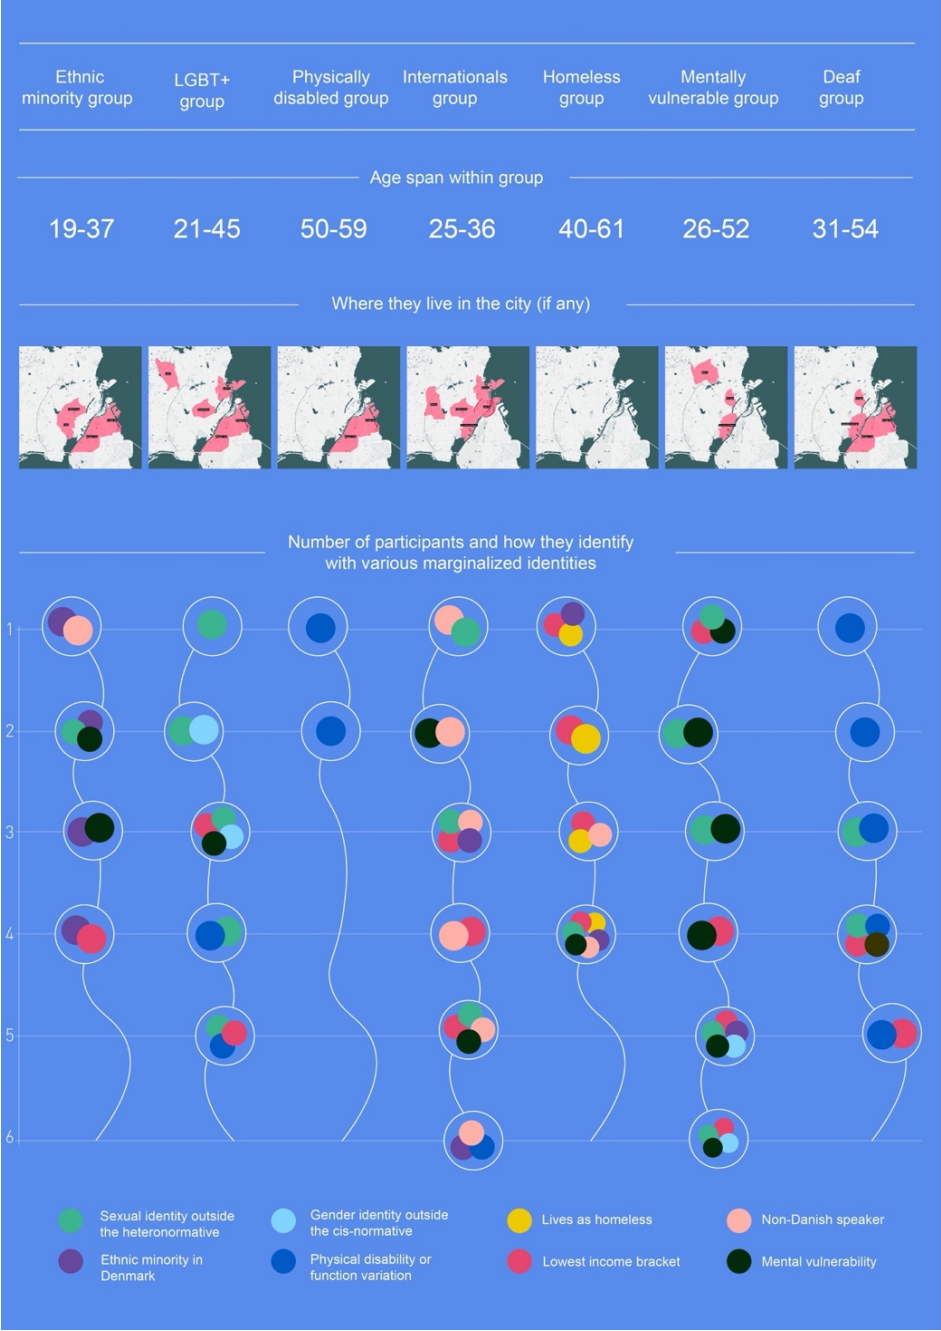 Ethnic
minority group
LGBT+
group
Physically
disabled group
Internationals
group
Homeless
group
Mentally
vulnerable group
Deaf
group
Age span within group
19-37
21-45
50-59
25-36
40-61
26-52
31-54
Where they live in the city (if any)
Number of participants and how they identify
with various marginalized identities
1
2
3
4
5
6
Sexual identity outside
the heteronormative
Gender identity outside
the cis-normative
Lives as homeless
Non-Danish speaker
Ethnic minority in
Denmark
Physical disability or
function variation
Lowest income bracket
Mental vulnerability